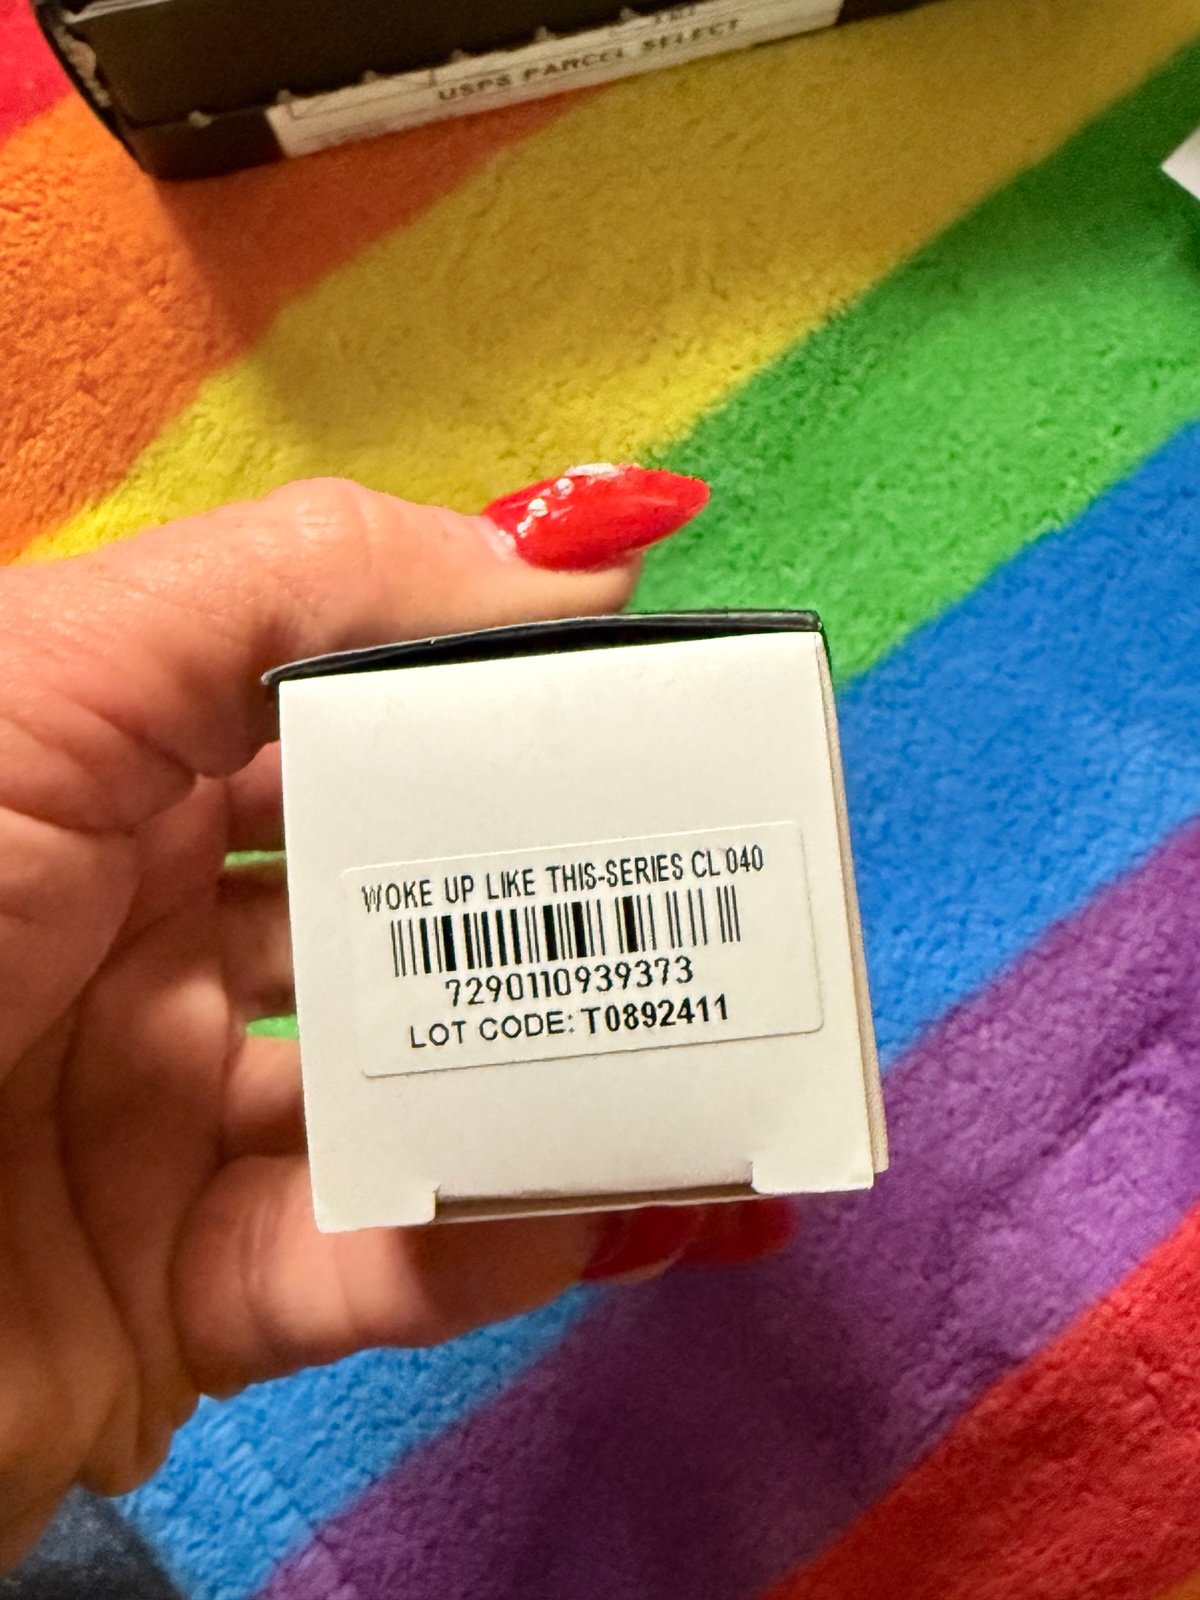 USPS PARCEL SELECT
WOKE UP LIKE THIS-SERIES CL 040
7290110939373
LOT CODE: T0892411